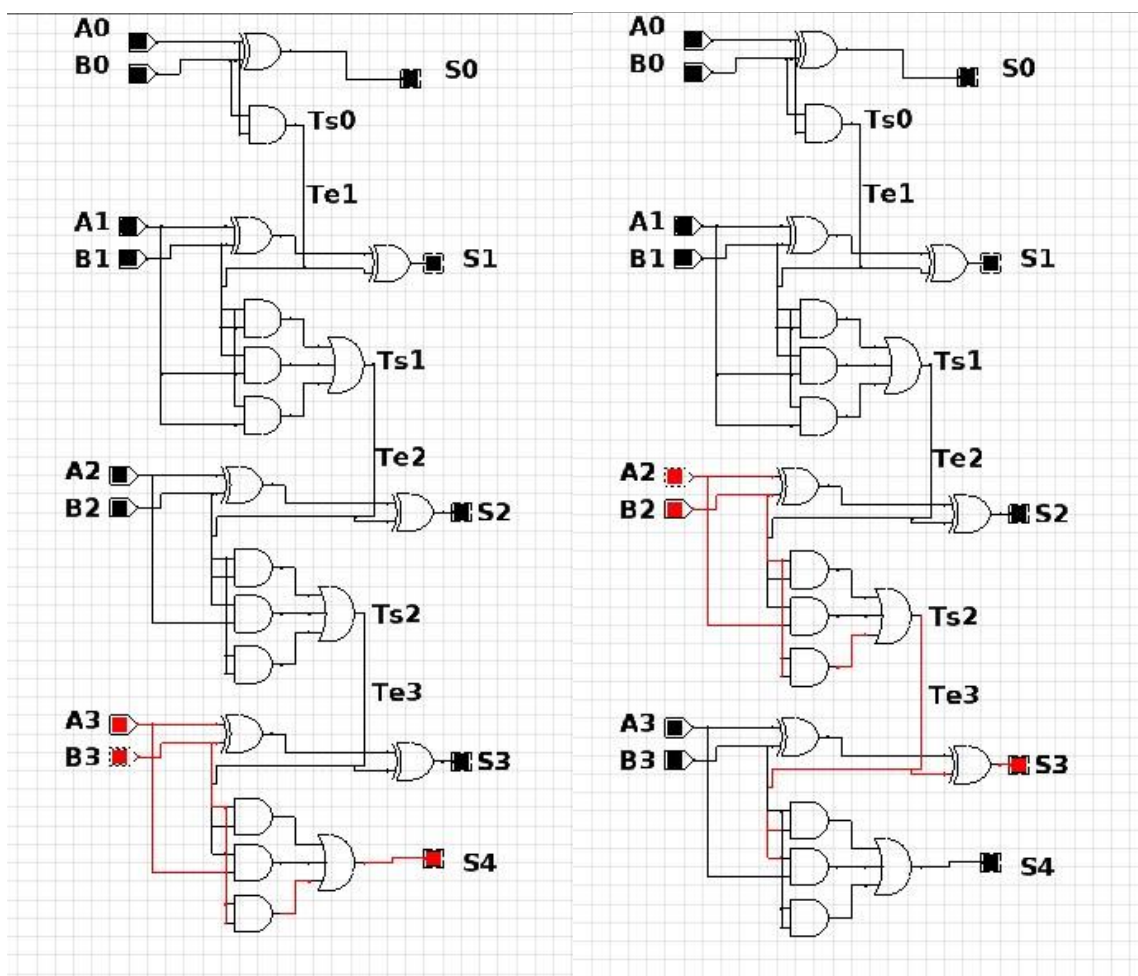 A0
B0
S0
Ts0
Te1
A1
B1
S1
Ts1
Te2
A2
B2
S2
Ts2
Te3
A3
B3
S3
S4
A0
B0
S0
Ts0
Te1
A1
B1
S1
Ts1
Te2
A2
B2
S2
Ts2
Te3
A3
B3
S3
S4